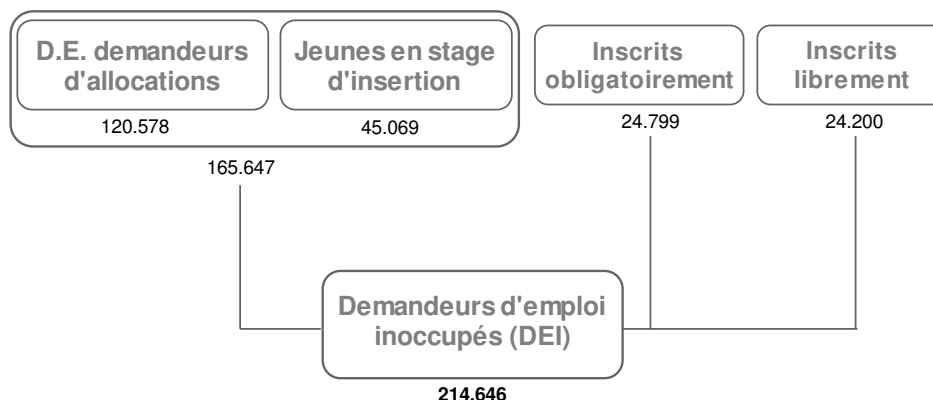 D.E. demandeurs
d'allocations
120.578
Jeunes en stage
d'insertion
45.069
Inscrits
obligatoirement
24.799
Inscrits
librement
24.200
165.647
Demandeurs d'emploi
inoccupés (DEI)
214.646